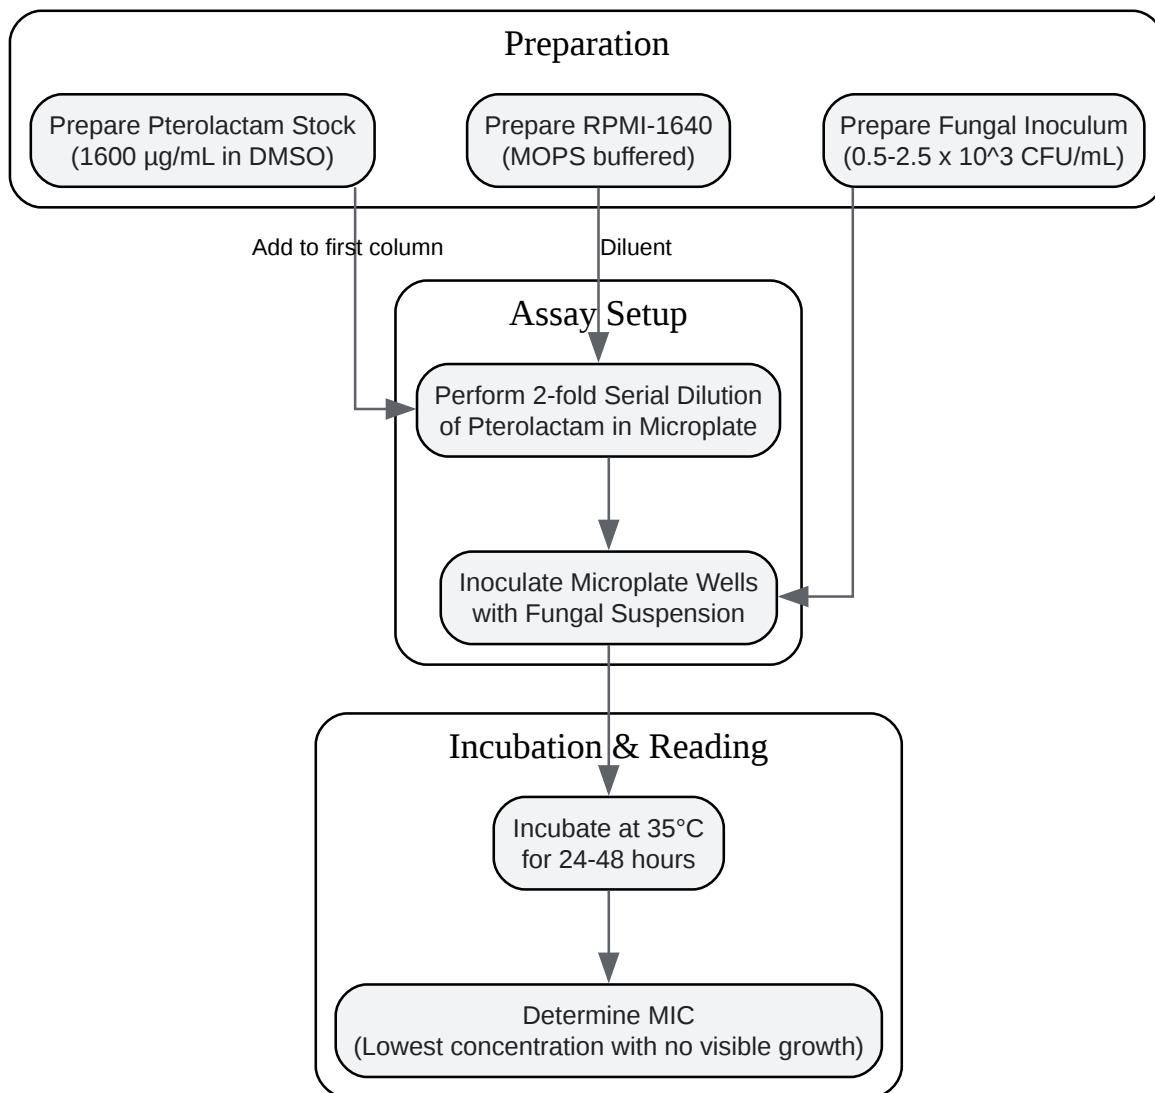 Preparation
Prepare Pterolactam Stock
(1600 µg/mL in DMSO)
Prepare RPMI-1640
(MOPS buffered)
Prepare Fungal Inoculum
(0.5-2.5 x 10^3 CFU/mL)
Add to first column
Diluent
Assay Setup
Perform 2-fold Serial Dilution
of Pterolactam in Microplate
Inoculate Microplate Wells
with Fungal Suspension
Incubation & Reading
Incubate at 35°C
for 24-48 hours
Determine MIC
(Lowest concentration with no visible growth)